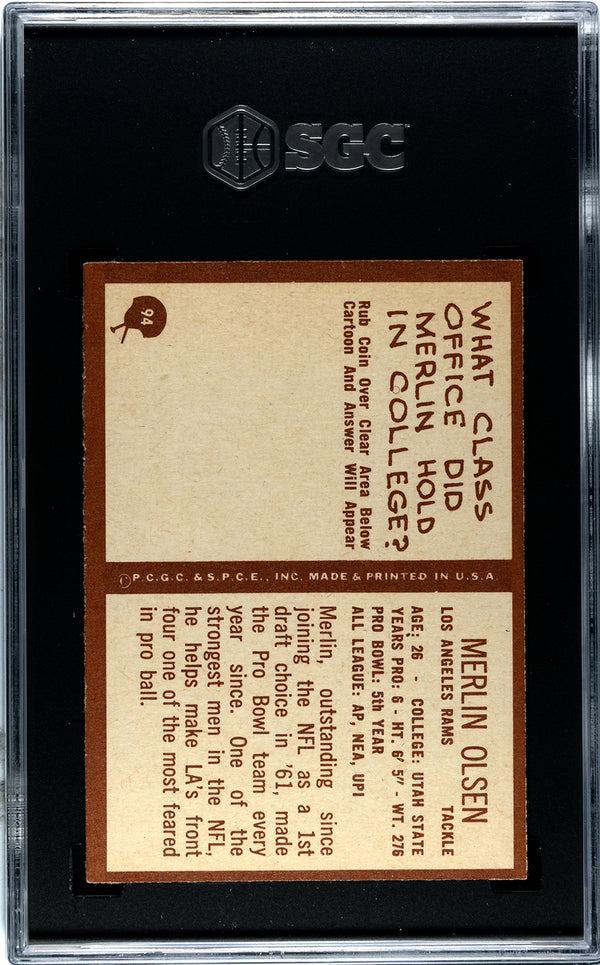 SGC
WHAT CLASS
OFFICE DID
MERLIN HOLD
IN COLLEGE?
Rub Coin Over Clear Area Below
Cartoon And Answer Will Appear
94
P.C.G.C. & S.P.C.E., INC. MADE & PRINTED IN U.S.A.
MERLIN OLSEN
LOS ANGELES RAMS TACKLE
AGE: 26 - COLLEGE: UTAH STATE
YEARS PRO: 6 - HT. 6' 5" - WT. 276
PRO BOWL: 5th YEAR
ALL LEAGUE: AP, NEA, UPI
Merlin, outstanding since
joining the NFL as a 1st
draft choice in '61, made
the Pro Bowl team every
year since. One of the
strongest men in the NFL,
he helps make LA's front
four one of the most feared
in pro ball.